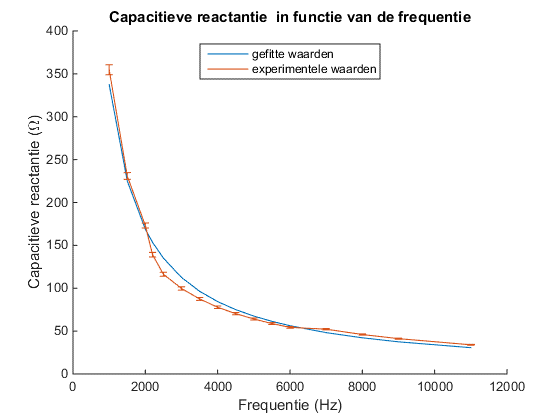 Capacitieve reactantie in functie van de frequentie
gefitte waarden
experimentele waarden
Capacitieve reactantie (Ω)
400
350
300
250
200
150
100
50
0
0 2000 4000 6000 8000 10000 12000
Frequentie (Hz)